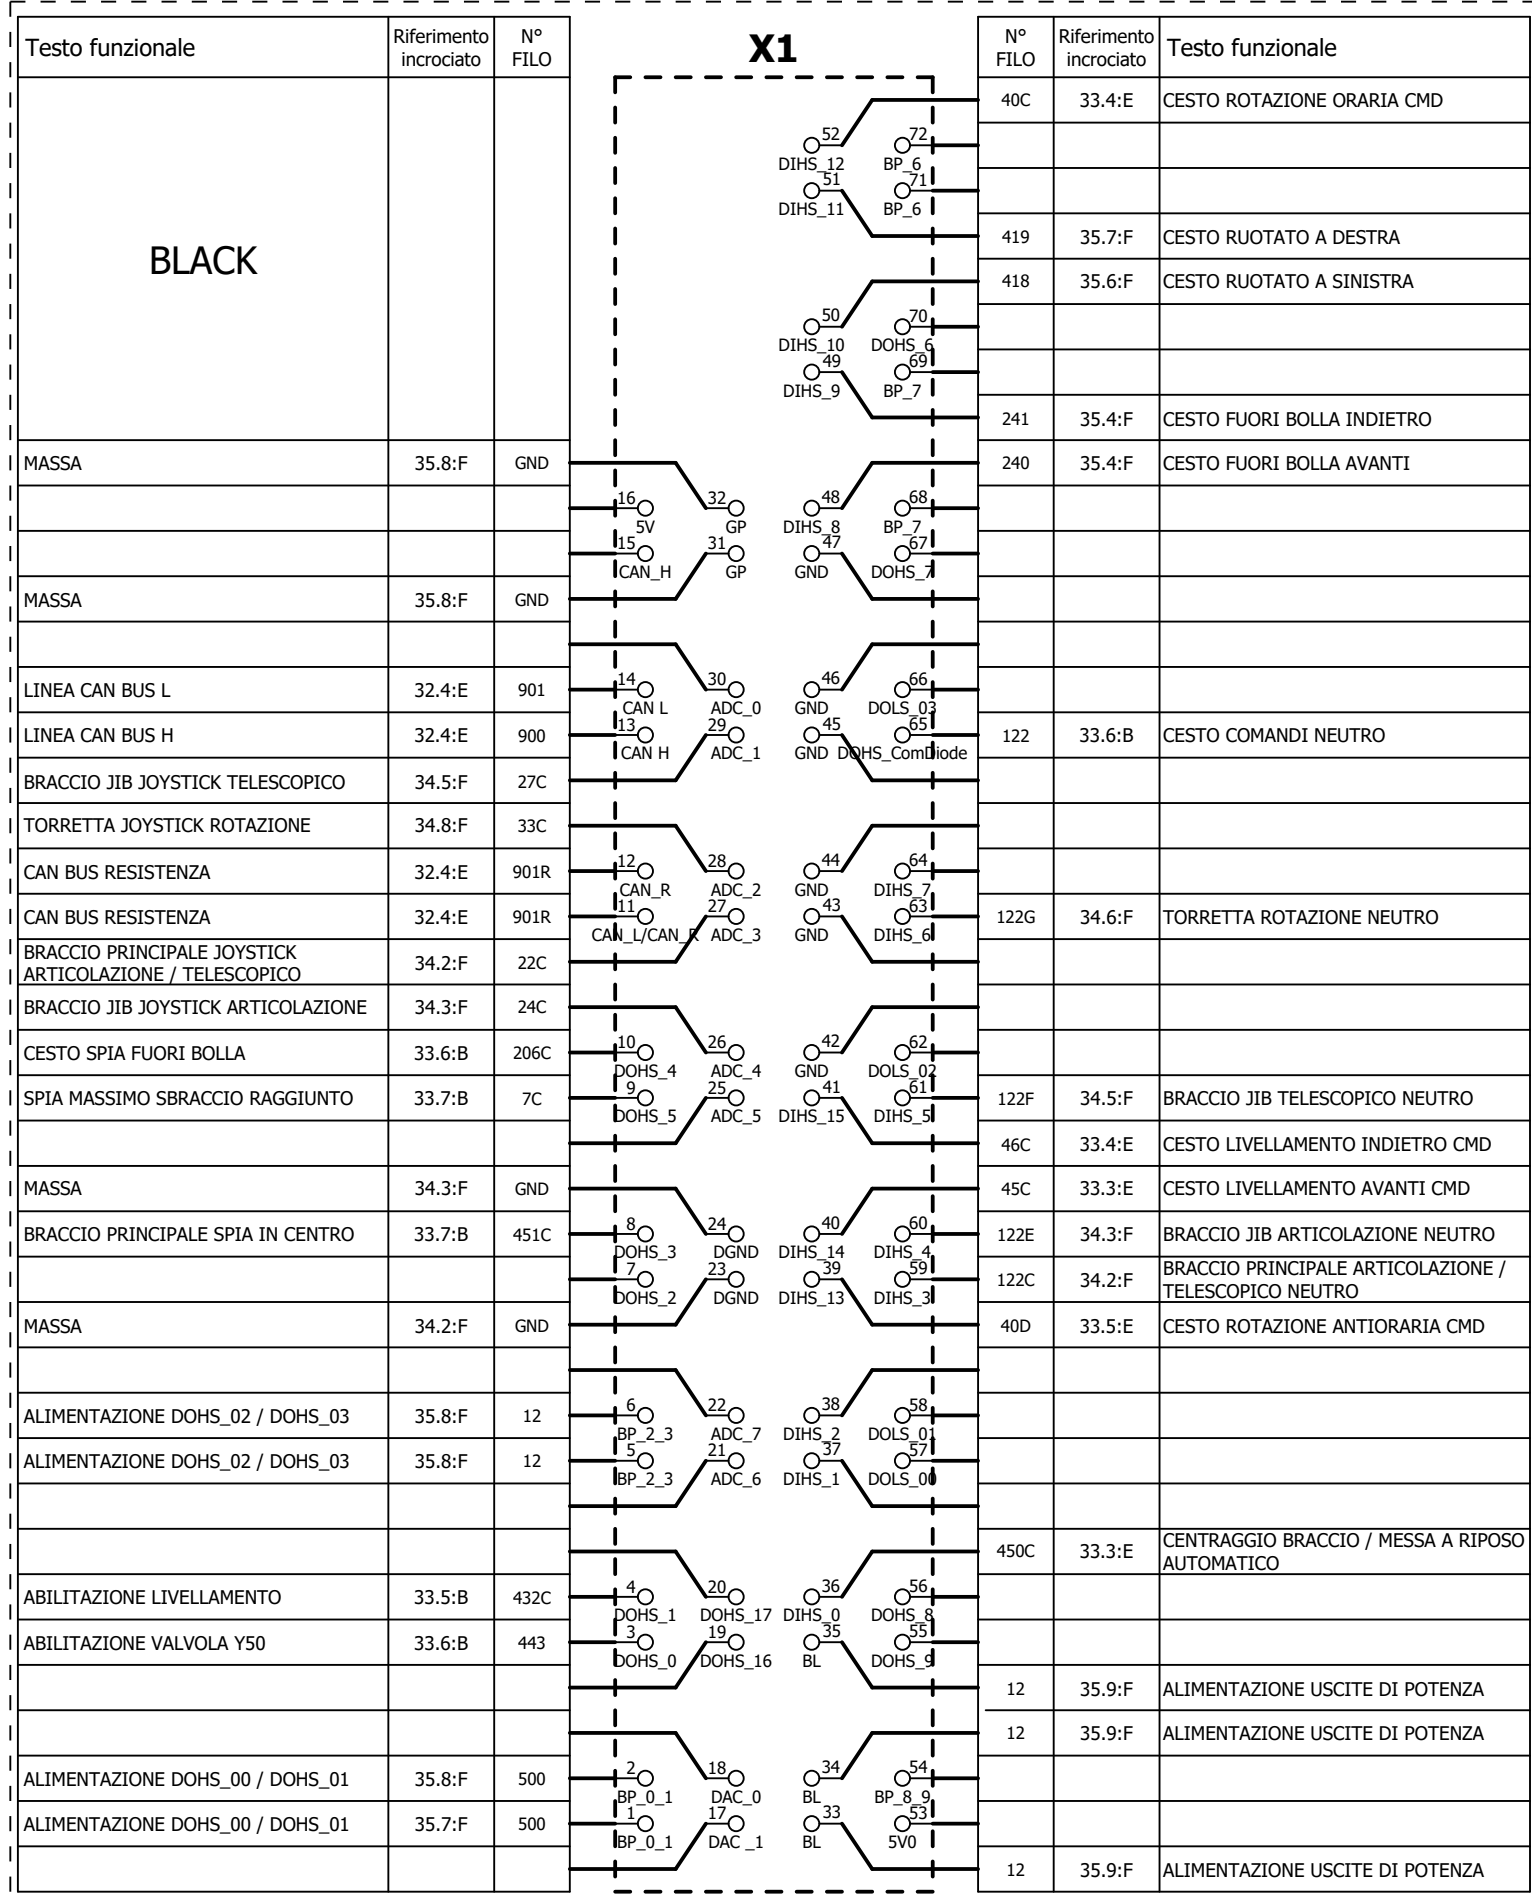 Testo funzionale
Riferimento
incrociato
N°
FILO
X1
N°
FILO
Riferimento
incrociato
Testo funzionale
BLACK
40C 33.4:E CESTO ROTAZIONE ORARIA CMD
52 72
DIHS_12 BP_6
51 71
DIHS_11 BP_6
419 35.7:F CESTO RUOTATO A DESTRA
418 35.6:F CESTO RUOTATO A SINISTRA
50 70
DIHS_10 DOHS_6
49 69
DIHS_9 BP_7
241 35.4:F CESTO FUORI BOLLA INDIETRO
MASSA 35.8:F GND 240 35.4:F CESTO FUORI BOLLA AVANTI
16 32 48 68
5V GP DIHS_8 BP_7
15 31 47 67
CAN_H GP GND DOHS_7
MASSA 35.8:F GND
LINEA CAN BUS L 32.4:E 901 14 30 46 66
CAN L ADC_0 GND DOLS_03
LINEA CAN BUS H 32.4:E 900 13 29 45 65 122 33.6:B CESTO COMANDI NEUTRO
CAN H ADC_1 GND DOHS_ComDiode
BRACCIO JIB JOYSTICK TELESCOPICO 34.5:F 27C
TORRETTA JOYSTICK ROTAZIONE 34.8:F 33C
CAN BUS RESISTENZA 32.4:E 901R 12 28 44 64
CAN_R ADC_2 GND DIHS_7
CAN BUS RESISTENZA 32.4:E 901R 11 27 43 63 122G 34.6:F TORRETTA ROTAZIONE NEUTRO
CAN_L/CAN_R ADC_3 GND DIHS_6
BRACCIO PRINCIPALE JOYSTICK
ARTICOLAZIONE / TELESCOPICO 34.2:F 22C
BRACCIO JIB JOYSTICK ARTICOLAZIONE 34.3:F 24C
CESTO SPIA FUORI BOLLA 33.6:B 206C 10 26 42 62
DOHS_4 ADC_4 GND DOLS_02
SPIA MASSIMO SBRACCIO RAGGIUNTO 33.7:B 7C 9 25 41 61 122F 34.5:F BRACCIO JIB TELESCOPICO NEUTRO
DOHS_5 ADC_5 DIHS_15 DIHS_5
46C 33.4:E CESTO LIVELLAMENTO INDIETRO CMD
MASSA 34.3:F GND 45C 33.3:E CESTO LIVELLAMENTO AVANTI CMD
BRACCIO PRINCIPALE SPIA IN CENTRO 33.7:B 451C 8 24 40 60 122E 34.3:F BRACCIO JIB ARTICOLAZIONE NEUTRO
DOHS_3 DGND DIHS_14 DIHS_4
7 23 39 59 122C 34.2:F BRACCIO PRINCIPALE ARTICOLAZIONE /
TELESCOPICO NEUTRO
DOHS_2 DGND DIHS_13 DIHS_3
MASSA 34.2:F GND 40D 33.5:E CESTO ROTAZIONE ANTIORARIA CMD
ALIMENTAZIONE DOHS_02 / DOHS_03 35.8:F 12 6 22 38 58
BP_2_3 ADC_7 DIHS_2 DOLS_01
ALIMENTAZIONE DOHS_02 / DOHS_03 35.8:F 12 5 21 37 57
BP_2_3 ADC_6 DIHS_1 DOLS_00
450C 33.3:E CENTRAGGIO BRACCIO / MESSA A RIPOSO
AUTOMATICO
ABILITAZIONE LIVELLAMENTO 33.5:B 432C 4 20 36 56
DOHS_1 DOHS_17 DIHS_0 DOHS_8
ABILITAZIONE VALVOLA Y50 33.6:B 443 3 19 35 55
DOHS_0 DOHS_16 BL DOHS_9
12 35.9:F ALIMENTAZIONE USCITE DI POTENZA
12 35.9:F ALIMENTAZIONE USCITE DI POTENZA
ALIMENTAZIONE DOHS_00 / DOHS_01 35.8:F 500 2 18 34 54
BP_0_1 DAC_0 BL BP_8_9
ALIMENTAZIONE DOHS_00 / DOHS_01 35.7:F 500 1 17 33 53
BP_0_1 DAC _1 BL 5V0
12 35.9:F ALIMENTAZIONE USCITE DI POTENZA